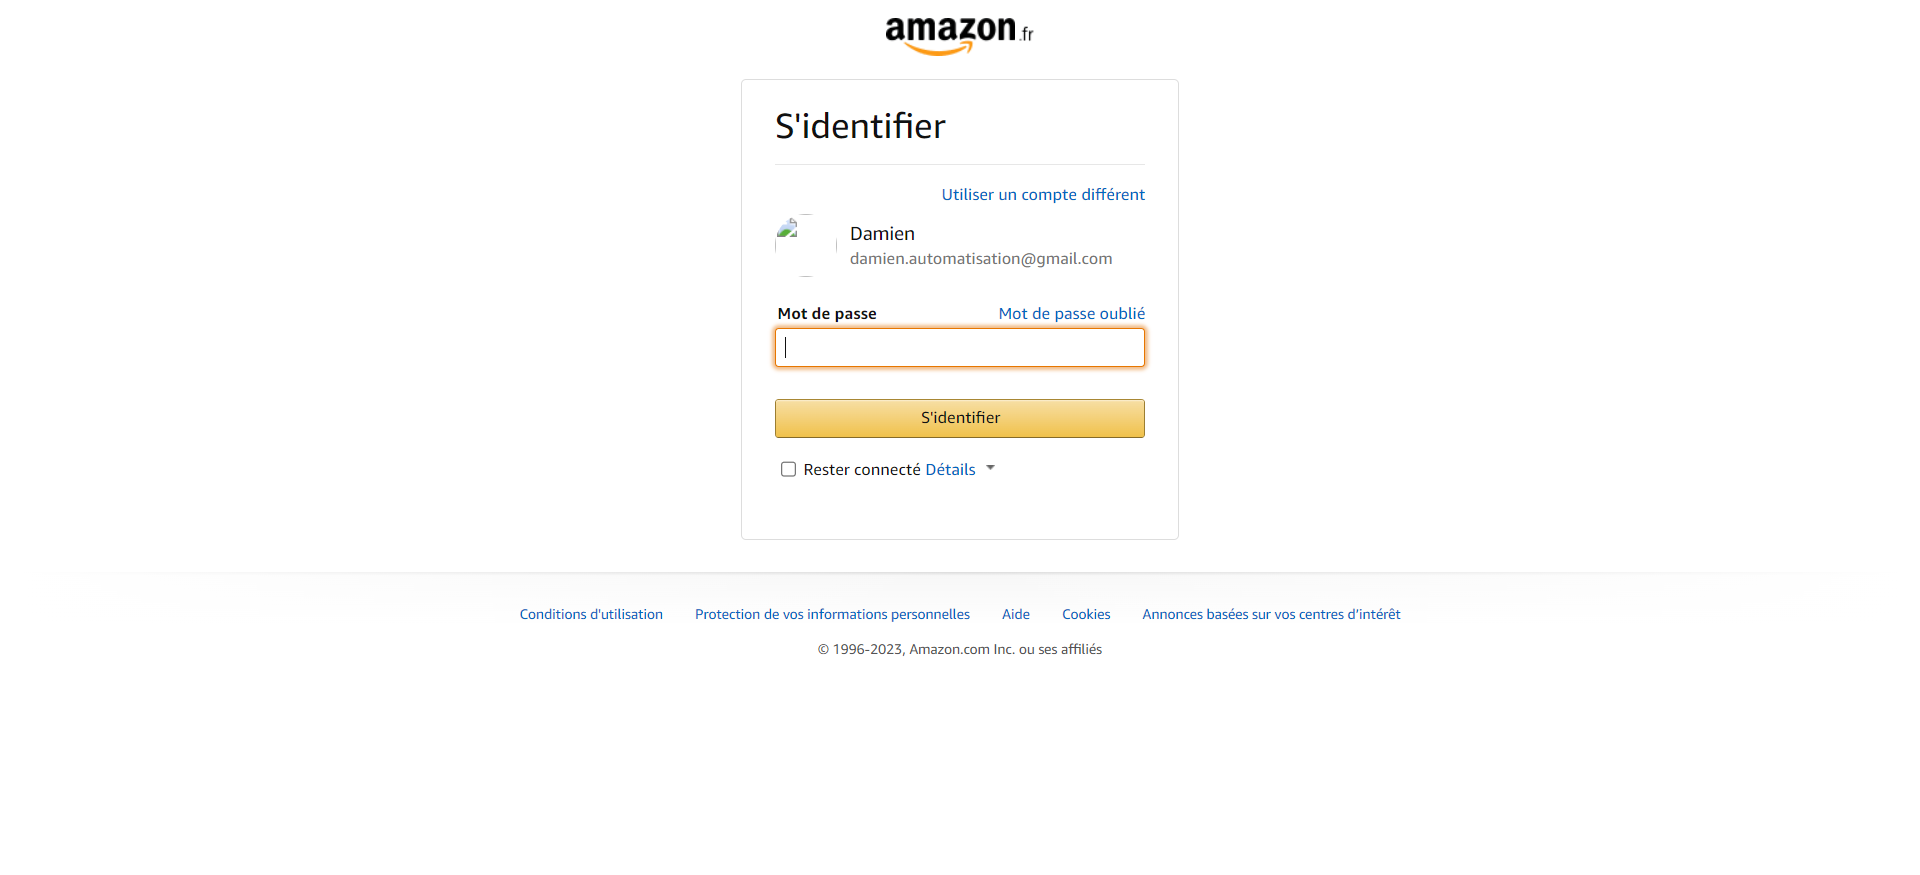 amazon.fr
S'identifier
Utiliser un compte différent
Damien
damien.automatisation@gmail.com
Mot de passe Mot de passe oublié
S'identifier
Rester connecté Détails
Conditions d'utilisation Protection de vos informations personnelles Aide Cookies Annonces basées sur vos centres d’intérêt
© 1996-2023, Amazon.com Inc. ou ses affiliés